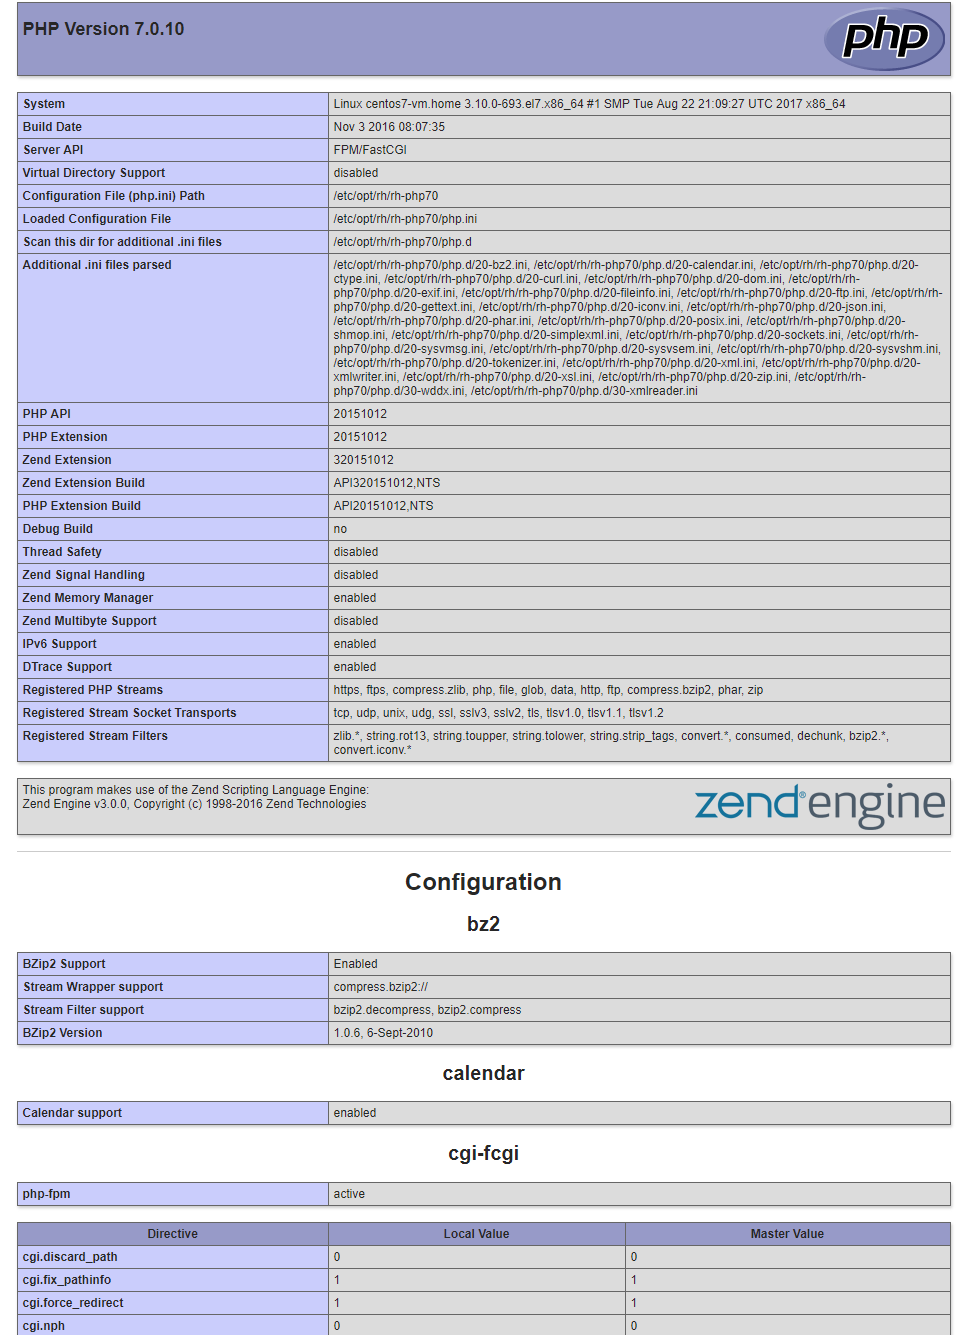 PHP Version 7.0.10
php
System Linux centos7-vm.home 3.10.0-693.el7.x86_64 #1 SMP Tue Aug 22 21:09:27 UTC 2017 x86_64
Build Date Nov 3 2016 08:07:35
Server API FPM/FastCGI
Virtual Directory Support disabled
Configuration File (php.ini) Path /etc/opt/rh/rh-php70
Loaded Configuration File /etc/opt/rh/rh-php70/php.ini
Scan this dir for additional .ini files /etc/opt/rh/rh-php70/php.d
Additional .ini files parsed /etc/opt/rh/rh-php70/php.d/20-bz2.ini, /etc/opt/rh/rh-php70/php.d/20-calendar.ini, /etc/opt/rh/rh-php70/php.d/20-
ctype.ini, /etc/opt/rh/rh-php70/php.d/20-curl.ini, /etc/opt/rh/rh-php70/php.d/20-dom.ini, /etc/opt/rh/rh-
php70/php.d/20-exif.ini, /etc/opt/rh/rh-php70/php.d/20-fileinfo.ini, /etc/opt/rh/rh-php70/php.d/20-ftp.ini, /etc/opt/rh/rh-
php70/php.d/20-gettext.ini, /etc/opt/rh/rh-php70/php.d/20-iconv.ini, /etc/opt/rh/rh-php70/php.d/20-json.ini,
/etc/opt/rh/rh-php70/php.d/20-phar.ini, /etc/opt/rh/rh-php70/php.d/20-posix.ini, /etc/opt/rh/rh-php70/php.d/20-
shmop.ini, /etc/opt/rh/rh-php70/php.d/20-simplexml.ini, /etc/opt/rh/rh-php70/php.d/20-sockets.ini, /etc/opt/rh/rh-
php70/php.d/20-sysvmsg.ini, /etc/opt/rh/rh-php70/php.d/20-sysvsem.ini, /etc/opt/rh/rh-php70/php.d/20-sysvshm.ini,
/etc/opt/rh/rh-php70/php.d/20-tokenizer.ini, /etc/opt/rh/rh-php70/php.d/20-xml.ini, /etc/opt/rh/rh-php70/php.d/20-
xmlwriter.ini, /etc/opt/rh/rh-php70/php.d/20-xsl.ini, /etc/opt/rh/rh-php70/php.d/20-zip.ini, /etc/opt/rh/rh-
php70/php.d/30-wddx.ini, /etc/opt/rh/rh-php70/php.d/30-xmlreader.ini
PHP API 20151012
PHP Extension 20151012
Zend Extension 320151012
Zend Extension Build API320151012,NTS
PHP Extension Build API20151012,NTS
Debug Build no
Thread Safety disabled
Zend Signal Handling disabled
Zend Memory Manager enabled
Zend Multibyte Support disabled
IPv6 Support enabled
DTrace Support enabled
Registered PHP Streams https, ftps, compress.zlib, php, file, glob, data, http, ftp, compress.bzip2, phar, zip
Registered Stream Socket Transports tcp, udp, unix, udg, ssl, sslv3, sslv2, tls, tlsv1.0, tlsv1.1, tlsv1.2
Registered Stream Filters zlib.*, string.rot13, string.toupper, string.tolower, string.strip_tags, convert.*, consumed, dechunk, bzip2.*,
convert.iconv.*
This program makes use of the Zend Scripting Language Engine:
Zend Engine v3.0.0, Copyright (c) 1998-2016 Zend Technologies
zend®engine
Configuration
bz2
BZip2 Support Enabled
Stream Wrapper support compress.bzip2://
Stream Filter support bzip2.decompress, bzip2.compress
BZip2 Version 1.0.6, 6-Sept-2010
calendar
Calendar support enabled
cgi-fcgi
php-fpm active
Directive Local Value Master Value
cgi.discard_path 0 0
cgi.fix_pathinfo 1 1
cgi.force_redirect 1 1
cgi.nph 0 0